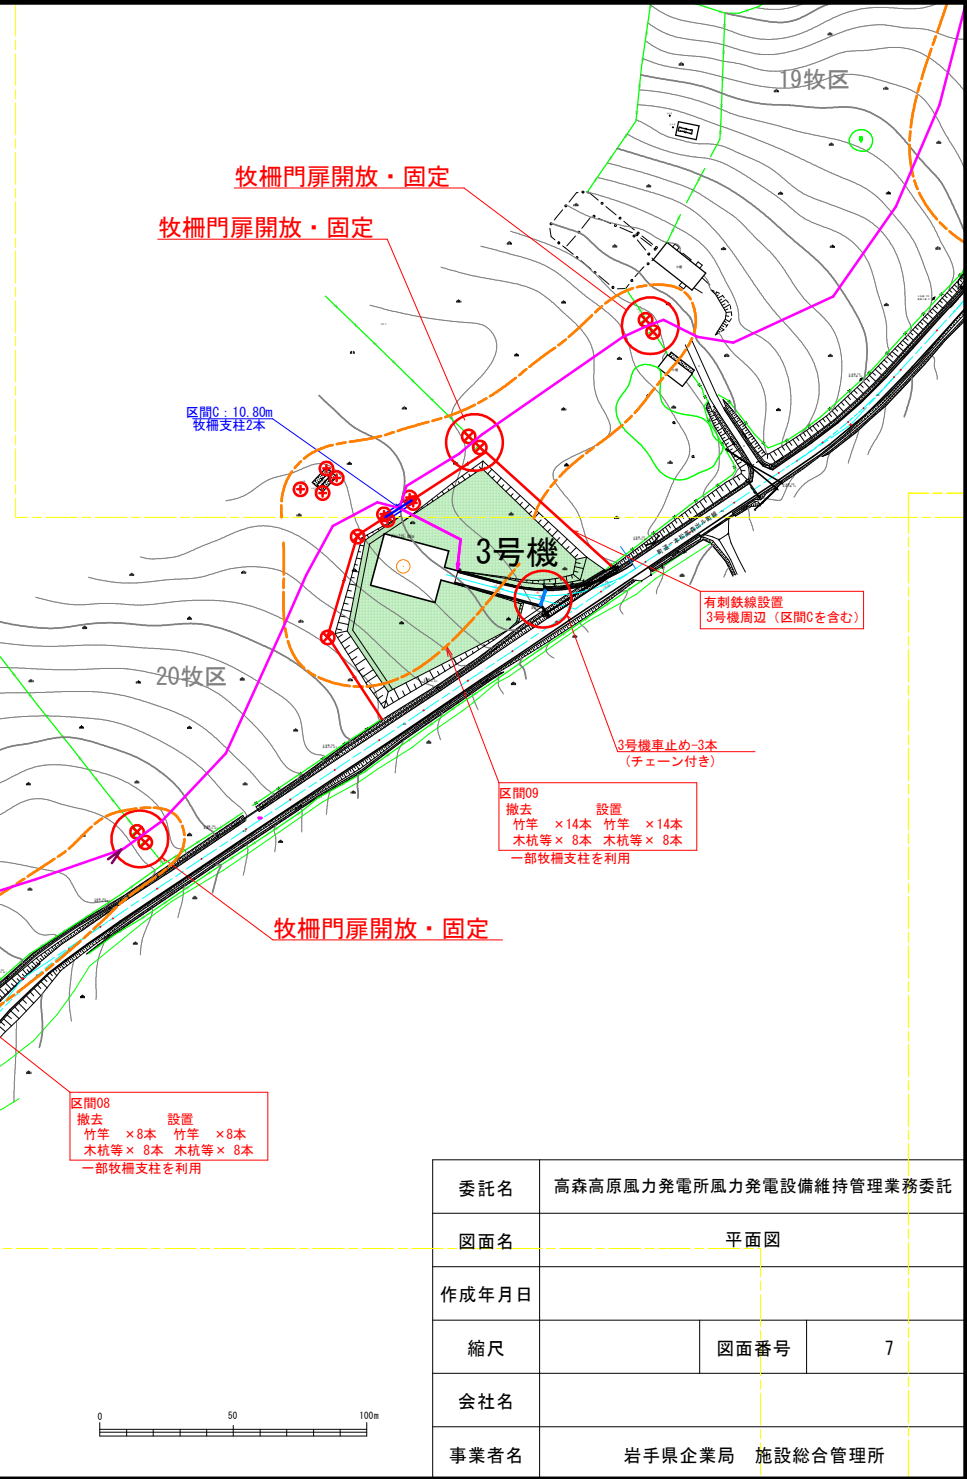 19牧区
牧柵門扉開放・固定
牧柵門扉開放・固定
区間C：10.80m
牧柵支柱2本
3号機
有刺鉄線設置
3号機周辺（区間Cを含む）
20牧区
3号機車止め-3本
（チェーン付き）
区間09
撤去 設置
竹竿 ×14本 竹竿 ×14本
木杭等× 8本 木杭等× 8本
一部牧柵支柱を利用
牧柵門扉開放・固定
区間08
撤去 設置
竹竿 ×8本 竹竿 ×8本
木杭等× 8本 木杭等× 8本
一部牧柵支柱を利用
委託名 高森高原風力発電所風力発電設備維持管理業務委託
図面名 平面図
作成年月日
縮尺 図面番号 7
会社名
事業者名 岩手県企業局 施設総合管理所
0 50 100m